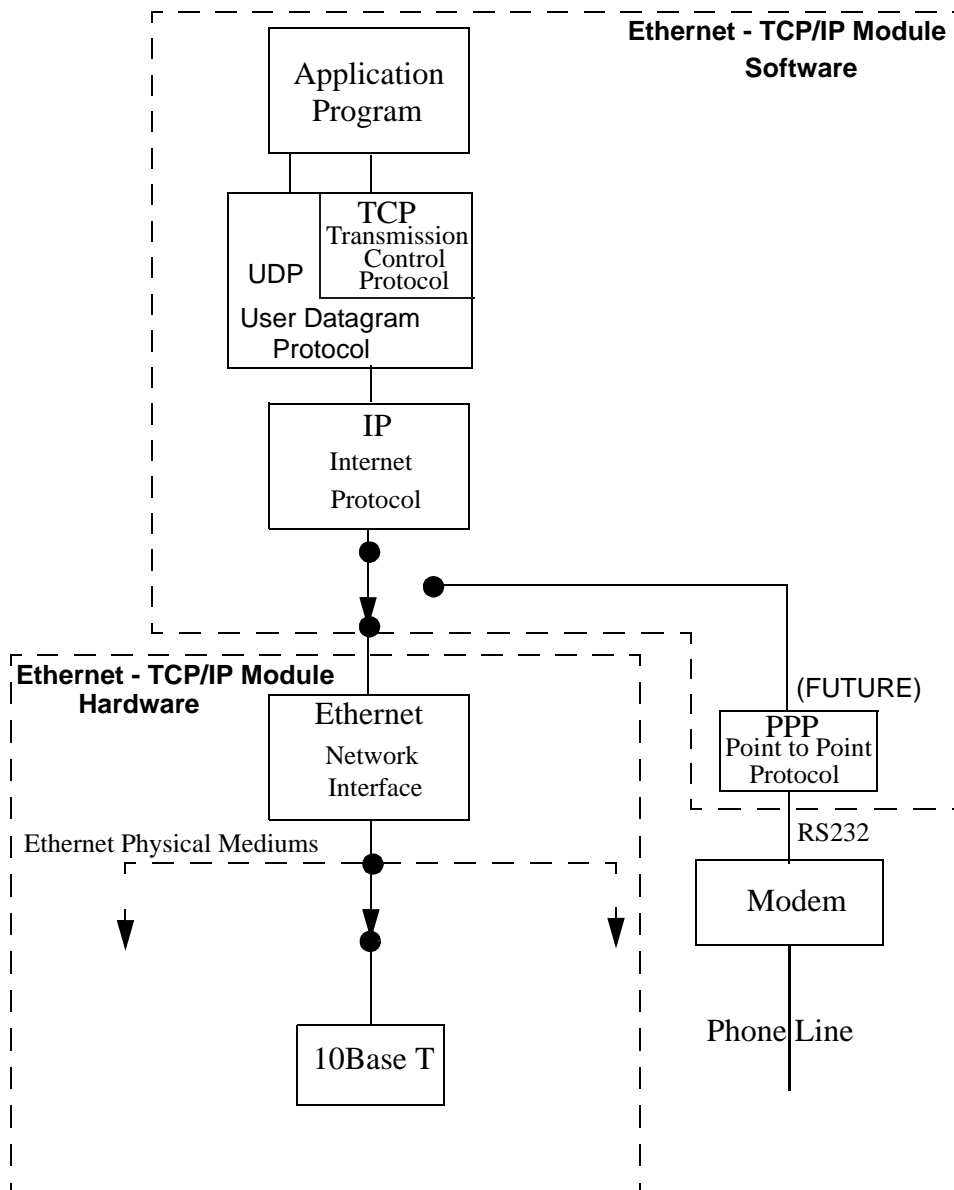 Ethernet - TCP/IP Module
Software
Application
Program
TCP
Transmission
Control
Protocol
UDP
User Datagram
Protocol
IP
Internet
Protocol
Ethernet - TCP/IP Module
Hardware
(FUTURE)
PPP
Point to Point
Protocol
Ethernet
Network
Interface
RS232
Ethernet Physical Mediums
Modem
Phone Line
10Base T